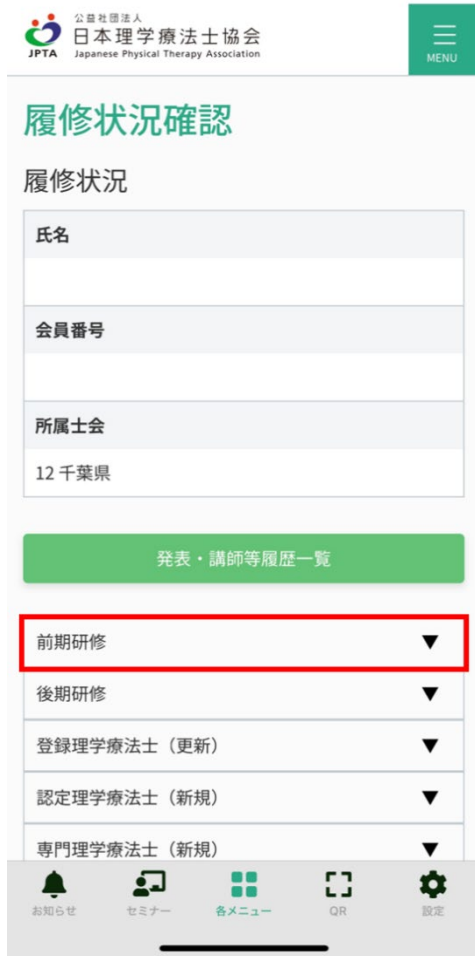 公益社団法人
日本理学療法士協会
JPTA Japanese Physical Therapy Association
MENU
履修状況確認
履修状況
氏名
会員番号
所属士会
12 千葉県
発表・講師等履歴一覧
前期研修 ▼
後期研修 ▼
登録理学療法士（更新） ▼
認定理学療法士（新規） ▼
専門理学療法士（新規） ▼
お知らせ セミナー 各メニュー QR 設定